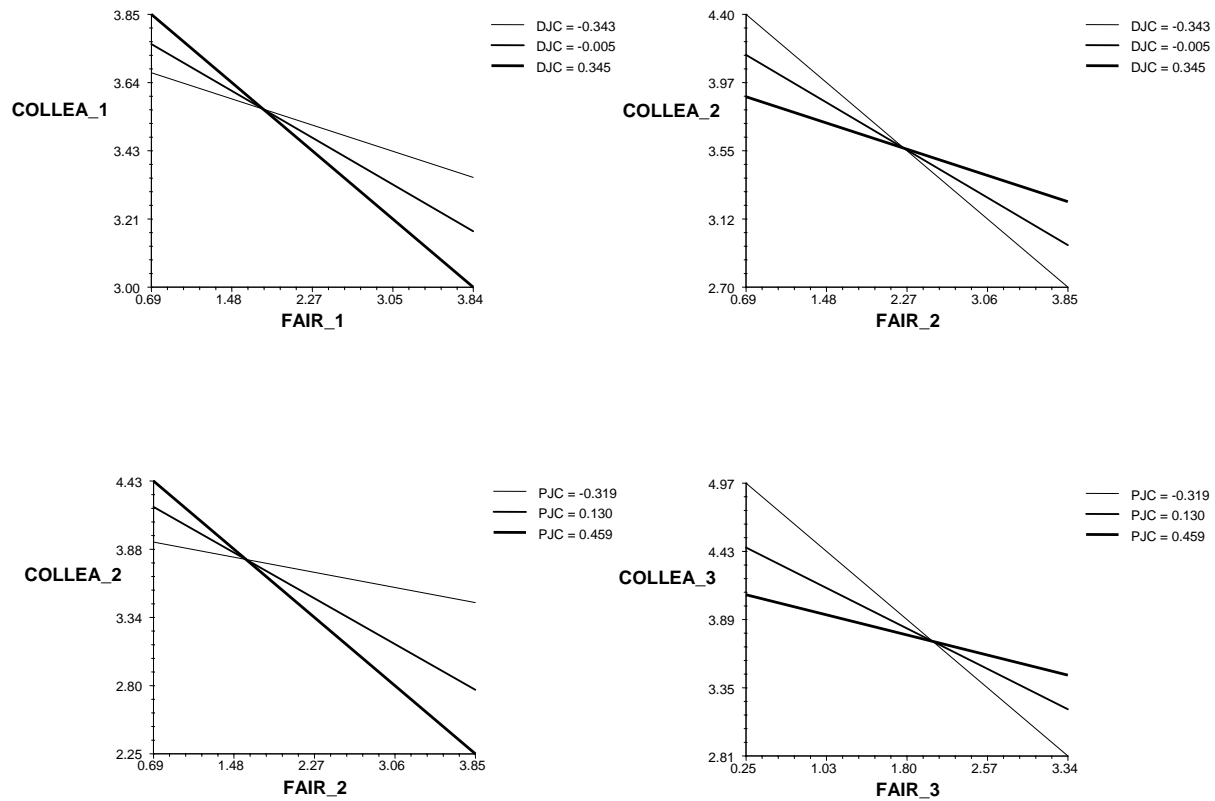 3.85
3.64
3.43
3.21
3.00
COLLEA_1
0.69 1.48 2.27 3.05 3.84
FAIR_1
DJC = -0.343
DJC = -0.005
DJC = 0.345
4.40
3.97
3.55
3.12
2.70
COLLEA_2
0.69 1.48 2.27 3.06 3.85
FAIR_2
DJC = -0.343
DJC = -0.005
DJC = 0.345
4.43
3.88
3.34
2.80
2.25
COLLEA_2
0.69 1.48 2.27 3.06 3.85
FAIR_2
PJC = -0.319
PJC = 0.130
PJC = 0.459
4.97
4.43
3.89
3.35
2.81
COLLEA_3
0.25 1.03 1.80 2.57 3.34
FAIR_3
PJC = -0.319
PJC = 0.130
PJC = 0.459